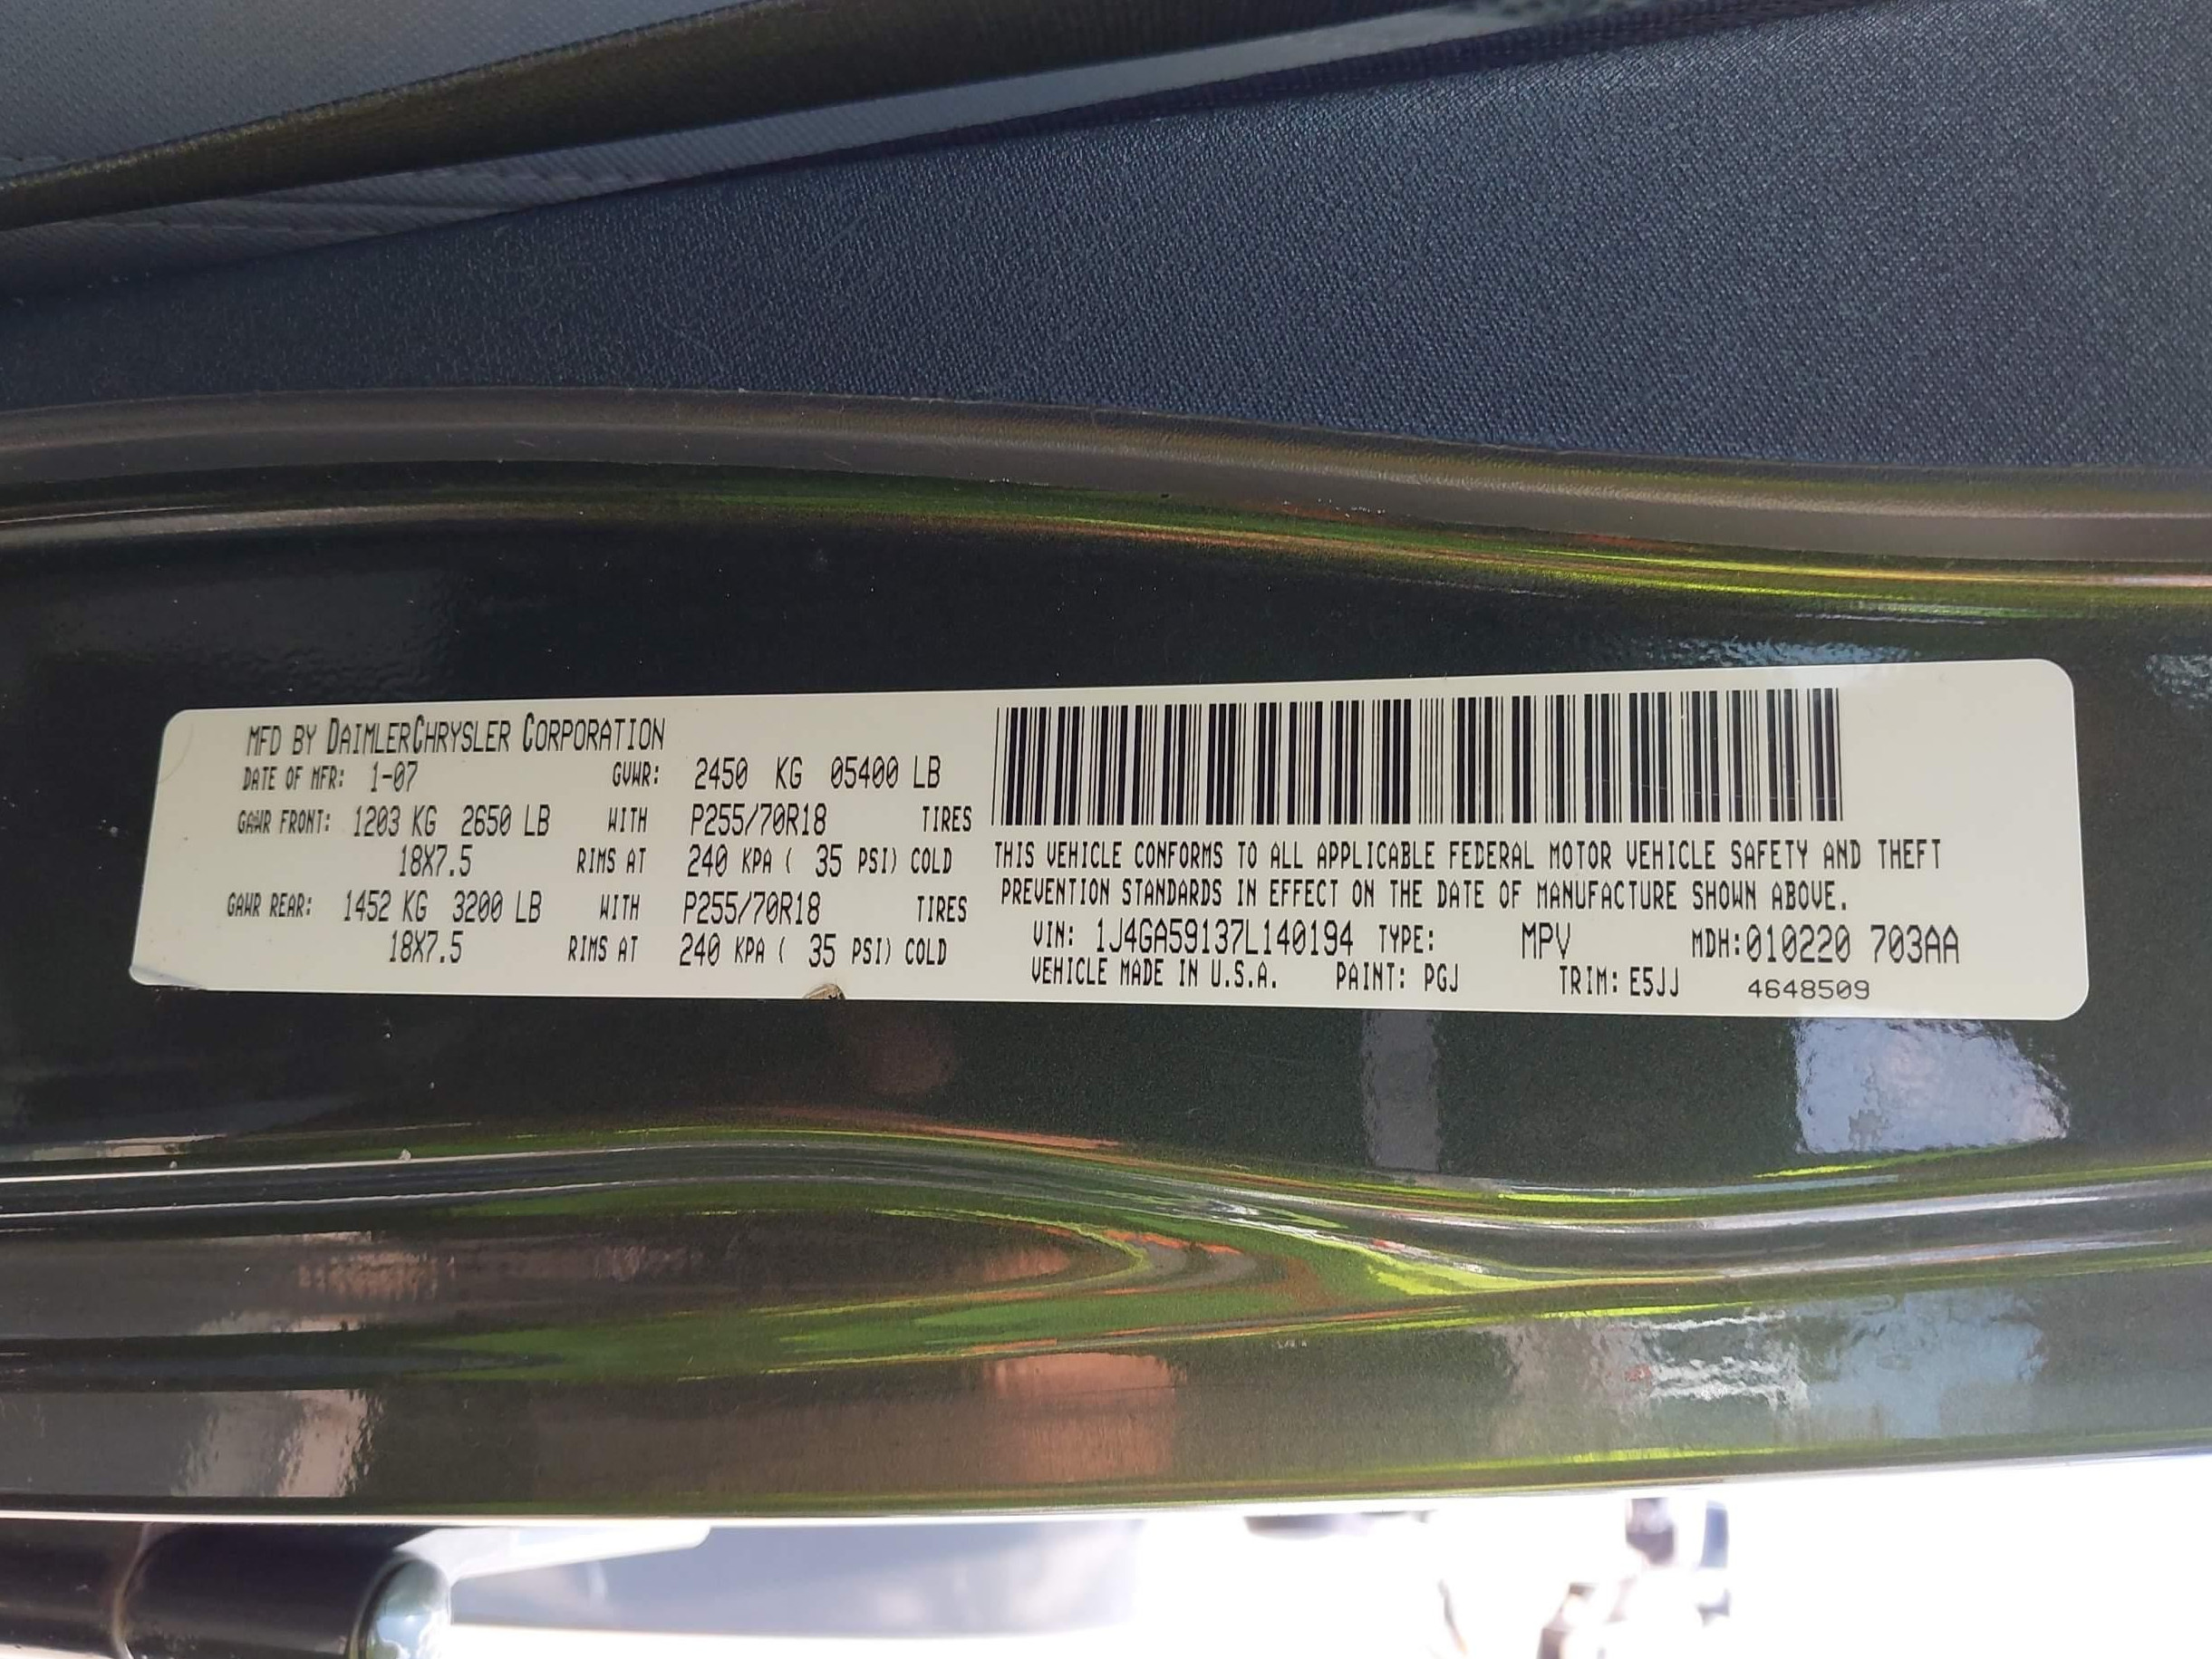 MFD BY DAIMLERCHRYSLER CORPORATION
DATE OF MFR: 1-07 GVWR: 2450 KG 05400 LB
GAWR FRONT: 1203 KG 2650 LB WITH P255/70R18 TIRES
18X7.5 RIMS AT 240 KPA ( 35 PSI) COLD
GAWR REAR: 1452 KG 3200 LB WITH P255/70R18 TIRES
18X7.5 RIMS AT 240 KPA ( 35 PSI) COLD
THIS VEHICLE CONFORMS TO ALL APPLICABLE FEDERAL MOTOR VEHICLE SAFETY AND THEFT
PREVENTION STANDARDS IN EFFECT ON THE DATE OF MANUFACTURE SHOWN ABOVE.
VIN: 1J4GA59137L140194 TYPE: MPV MDH:010220 703AA
VEHICLE MADE IN U.S.A. PAINT: PGJ TRIM: E5JJ 4648509